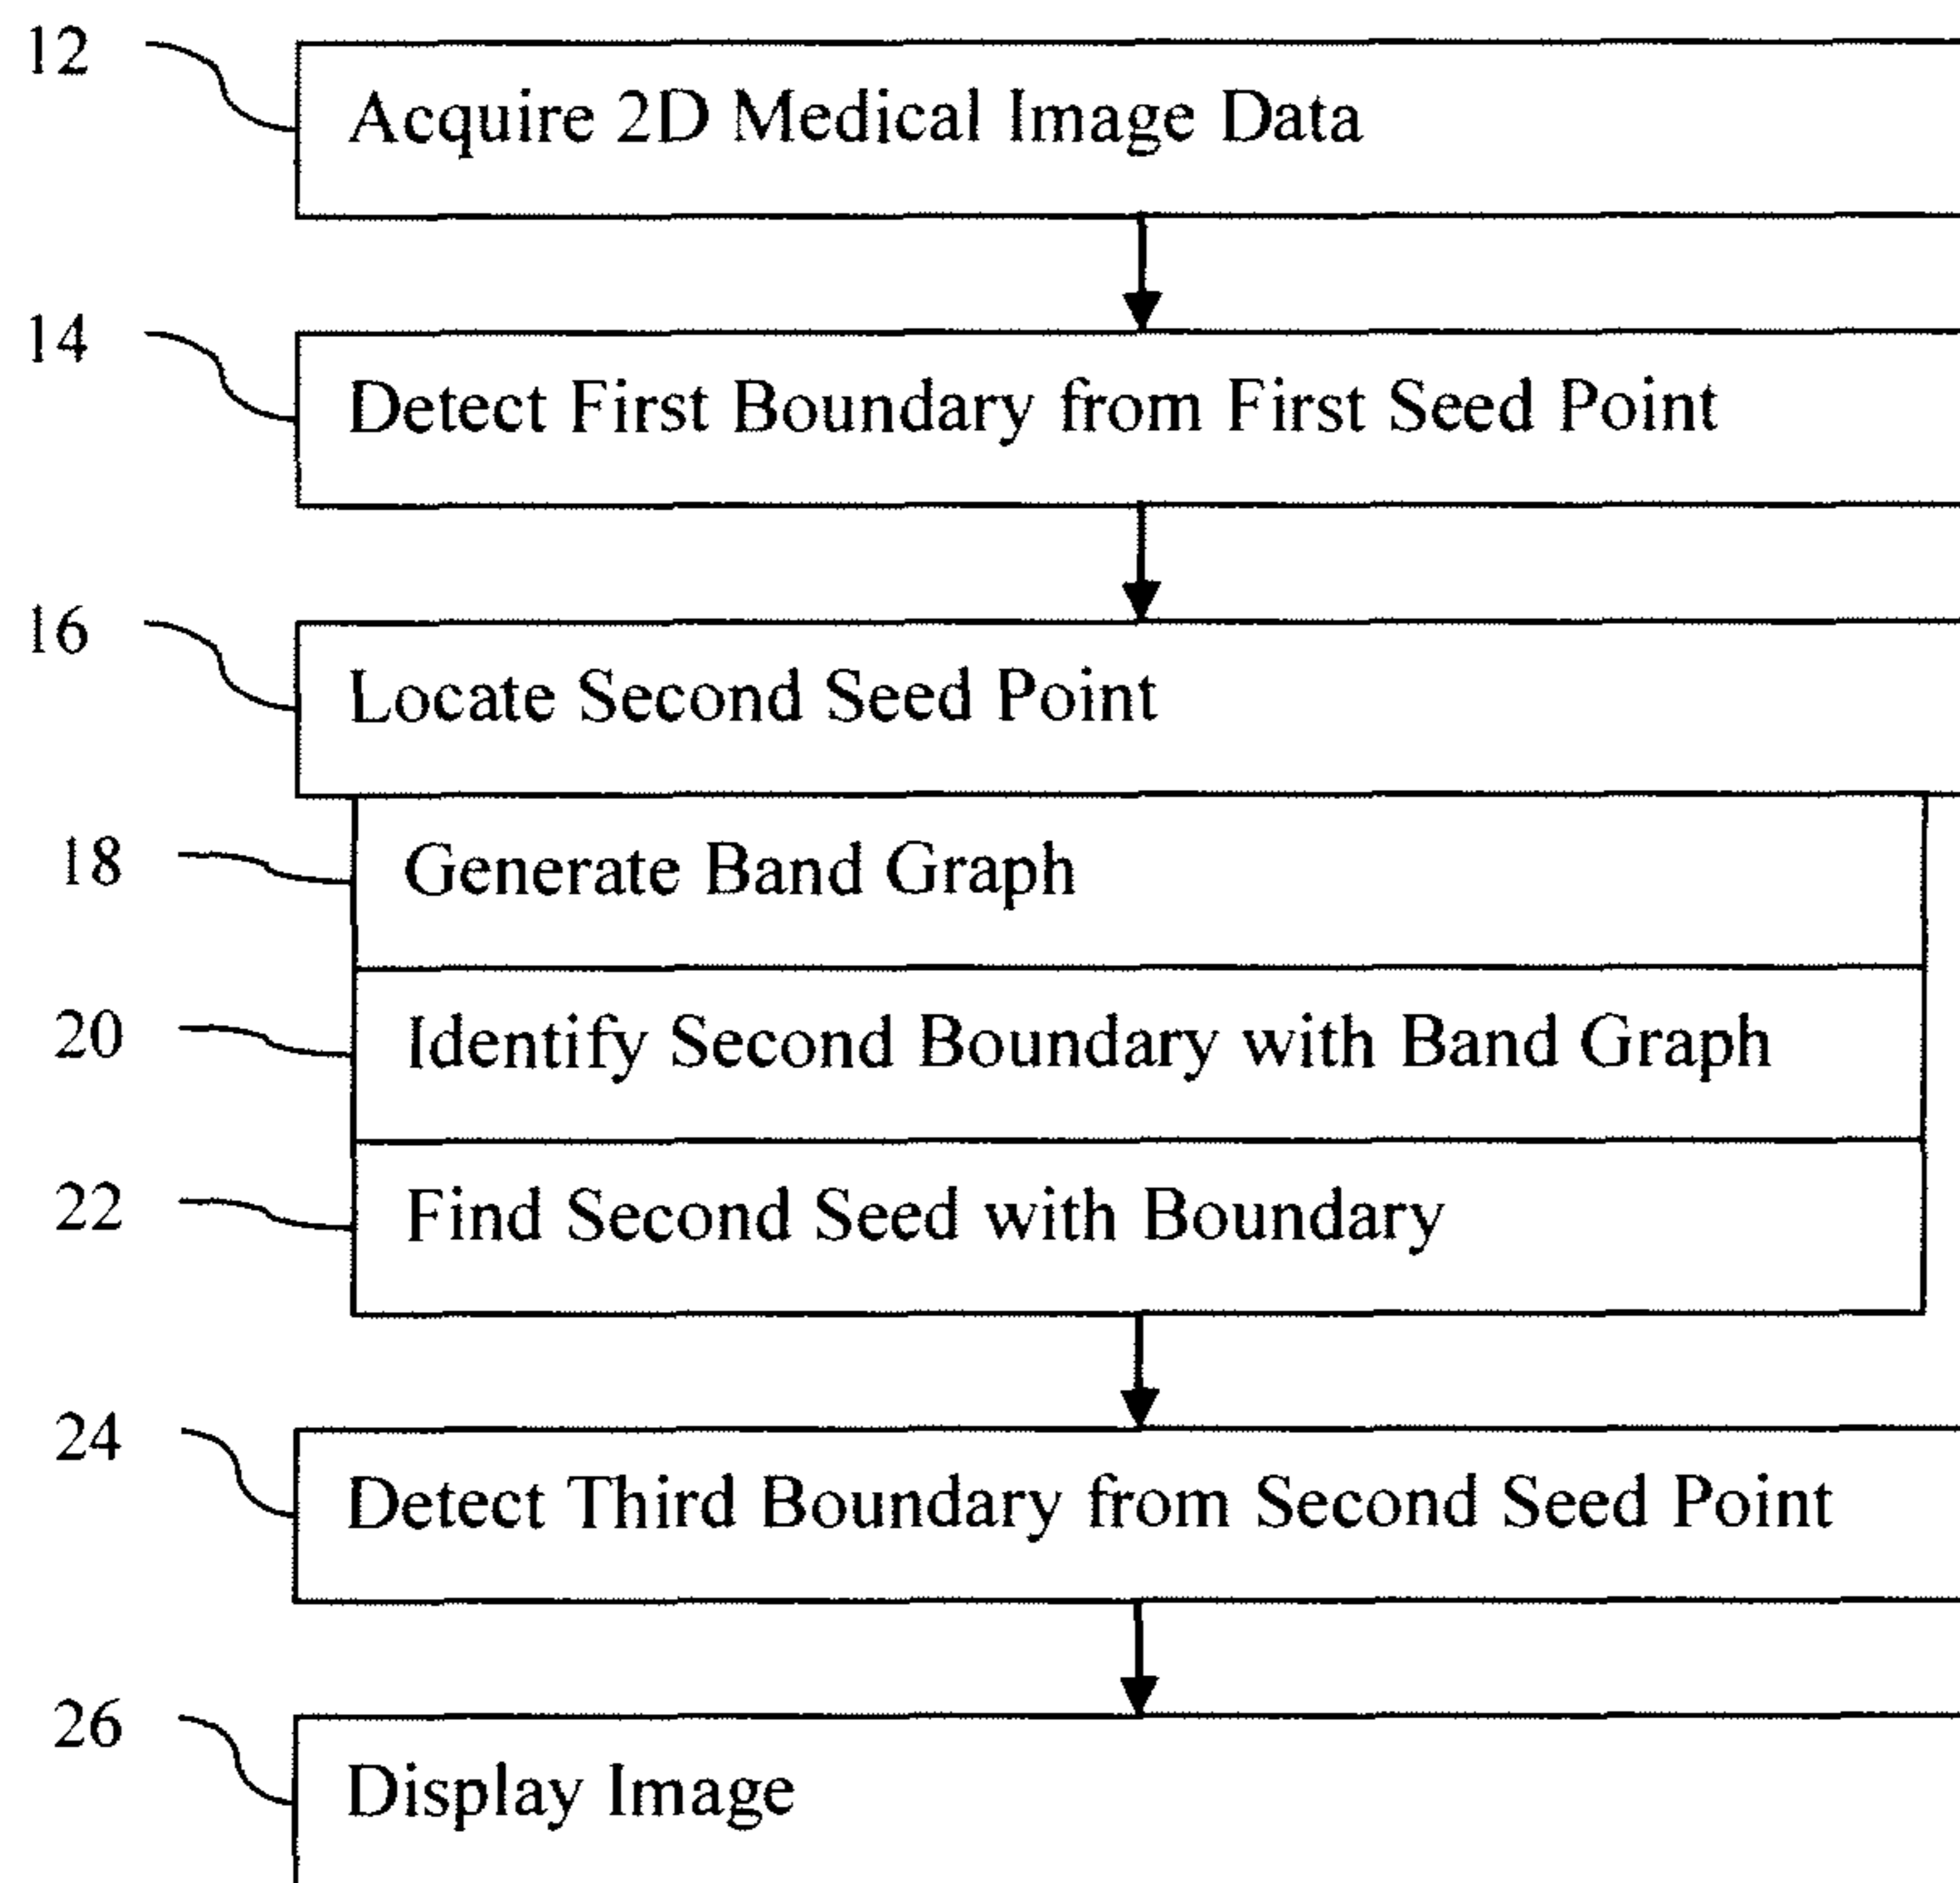 12 Acquire 2D Medical Image Data
14 Detect First Boundary from First Seed Point
16 Locate Second Seed Point
18 Generate Band Graph
20 Identify Second Boundary with Band Graph
22 Find Second Seed with Boundary
24 Detect Third Boundary from Second Seed Point
26 Display Image